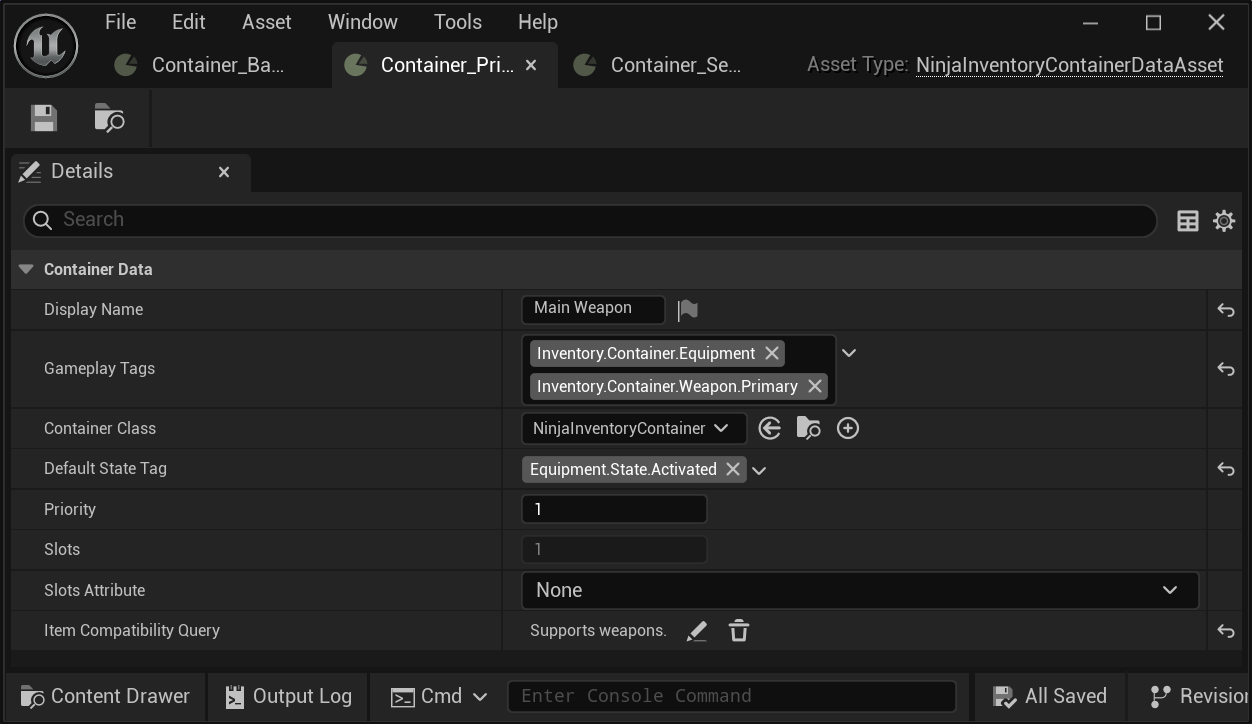 File Edit Asset Window Tools Help
Container_Ba... Container_Pri... Container_Se... Asset Type: NinjaInventoryContainerDataAsset
Details
Search
Container Data
Display Name Main Weapon
Gameplay Tags Inventory.Container.Equipment
Inventory.Container.Weapon.Primary
Container Class NinjaInventoryContainer
Default State Tag Equipment.State.Activated
Priority 1
Slots 1
Slots Attribute None
Item Compatibility Query Supports weapons.
Content Drawer Output Log Cmd Enter Console Command All Saved Revision